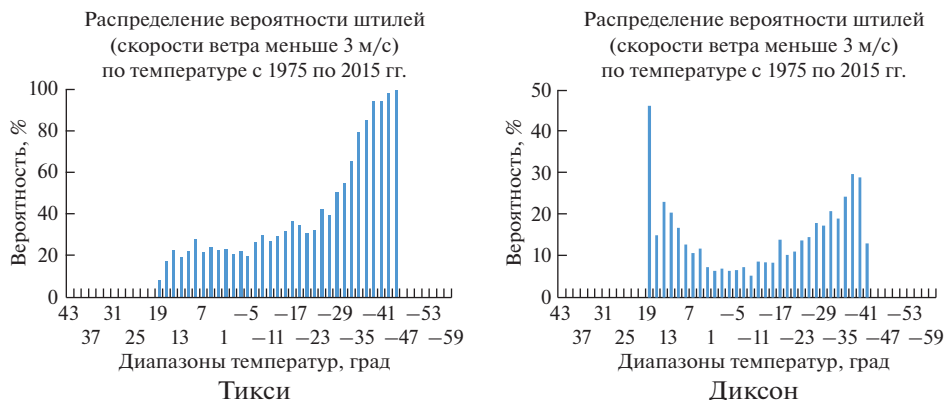 Распределение вероятности штилей
(скорости ветра меньше 3 м/с)
по температуре с 1975 по 2015 гг.
Вероятность, %
100
80
60
40
20
0
43 31 19 7 −5 −17 −29 −41 −53
37 25 13 1 −11 −23 −35 −47 −59
Диапазоны температур, град
Тикси
Распределение вероятности штилей
(скорости ветра меньше 3 м/с)
по температуре с 1975 по 2015 гг.
Вероятность, %
50
40
30
20
10
0
43 31 19 7 −5 −17 −29 −41 −53
37 25 13 1 −11 −23 −35 −47 −59
Диапазоны температур, град
Диксон